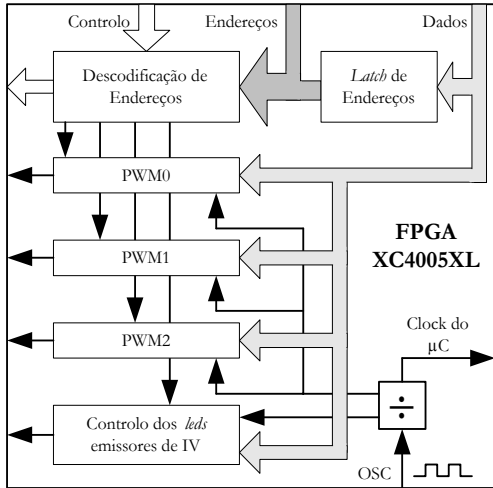 Controlo
Endereços
Dados
Descodificação de
Endereços
Latch de
Endereços
PWM0
FPGA
XC4005XL
PWM1
PWM2
Clock do
µC
÷
Controlo dos leds
emissores de IV
OSC